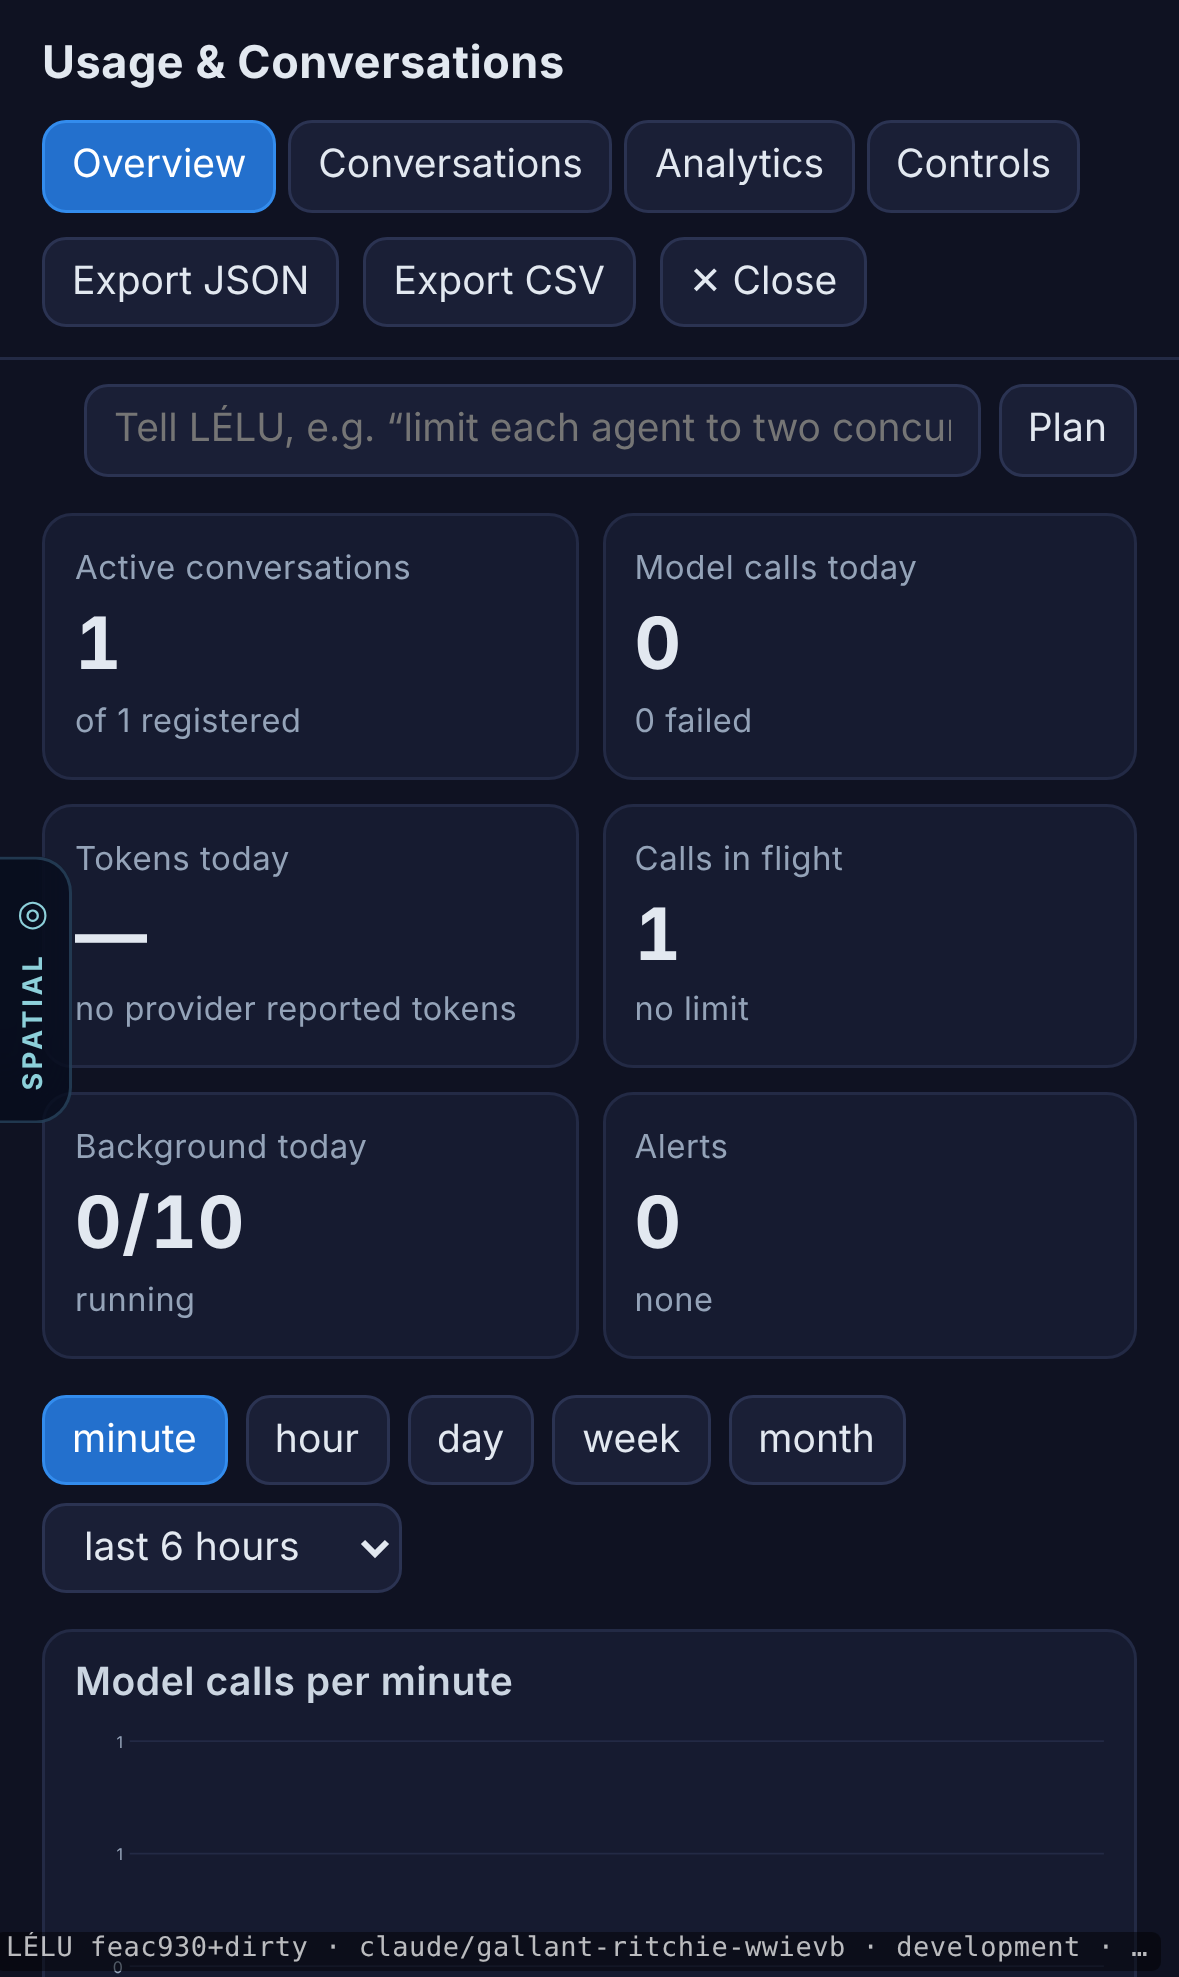 Usage & Conversations
Overview
Conversations
Analytics
Controls
Export JSON
Export CSV
✕ Close
Tell LÉLU, e.g. “limit each agent to two concu
Plan
Active conversations
1
of 1 registered
Model calls today
0
0 failed
Tokens today
—
no provider reported tokens
Calls in flight
1
no limit
SPATIAL ◎
Background today
0/10
running
Alerts
0
none
minute
hour
day
week
month
last 6 hours
Model calls per minute
1
1
0
LÉLU feac930+dirty · claude/gallant-ritchie-wwievb · development · …